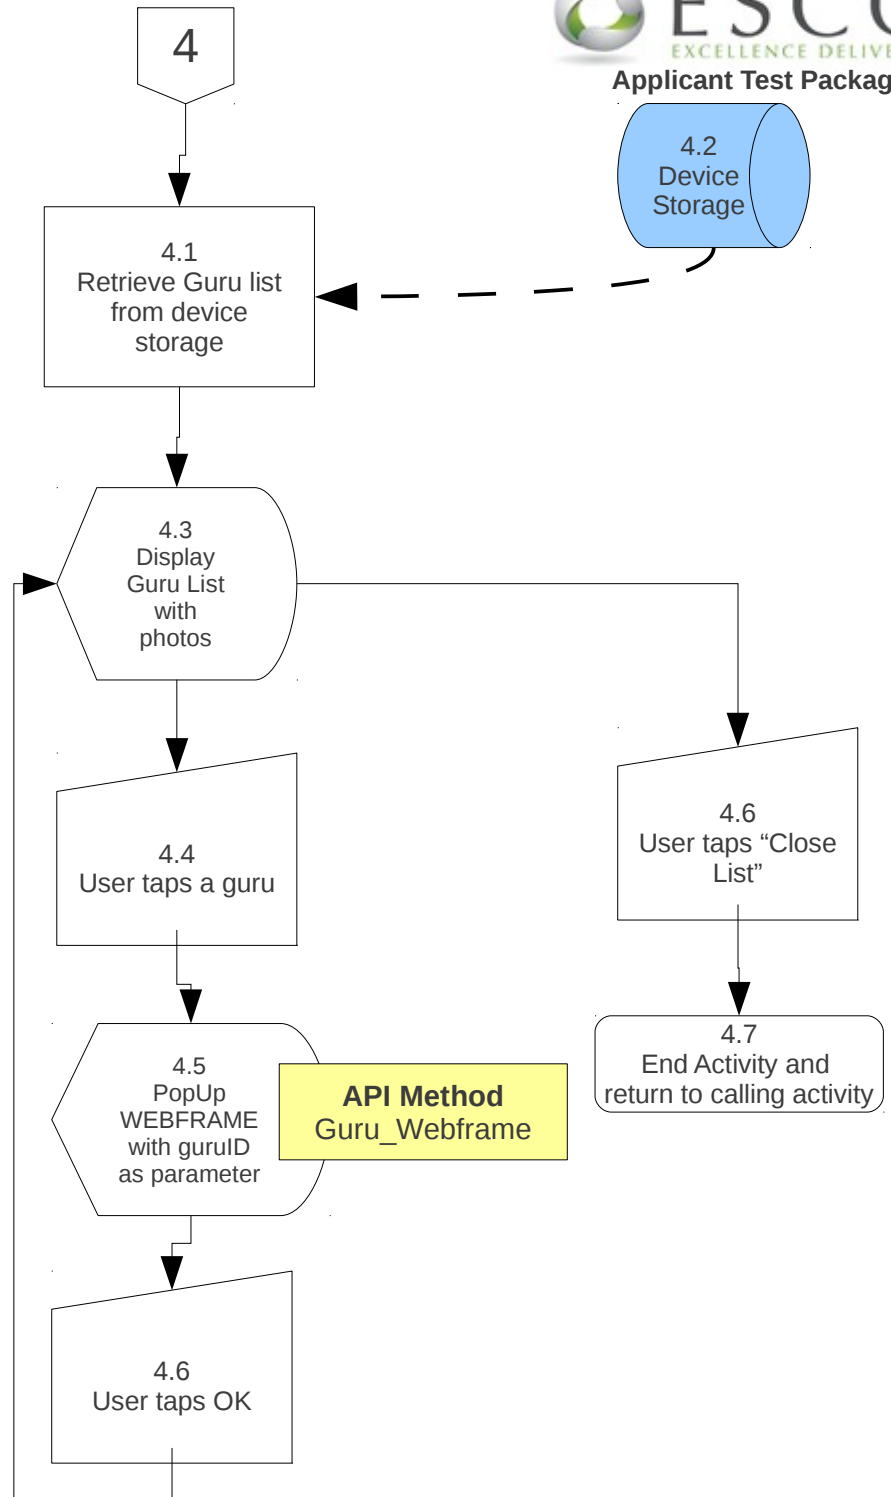 4
EXCELLENCE
Applicant Test
4.2
Device
Storage
4.1
Retrieve Guru list
from device
storage
4.3
Display
Guru List
with
photos
4.4
User taps a guru
4.6
User taps “Close
List”
4.5
PopUp
WEBFRAME
with guruID
as parameter
API Method
Guru_Webframe
4.7
End Activity and
return to calling activity
4.6
User taps OK